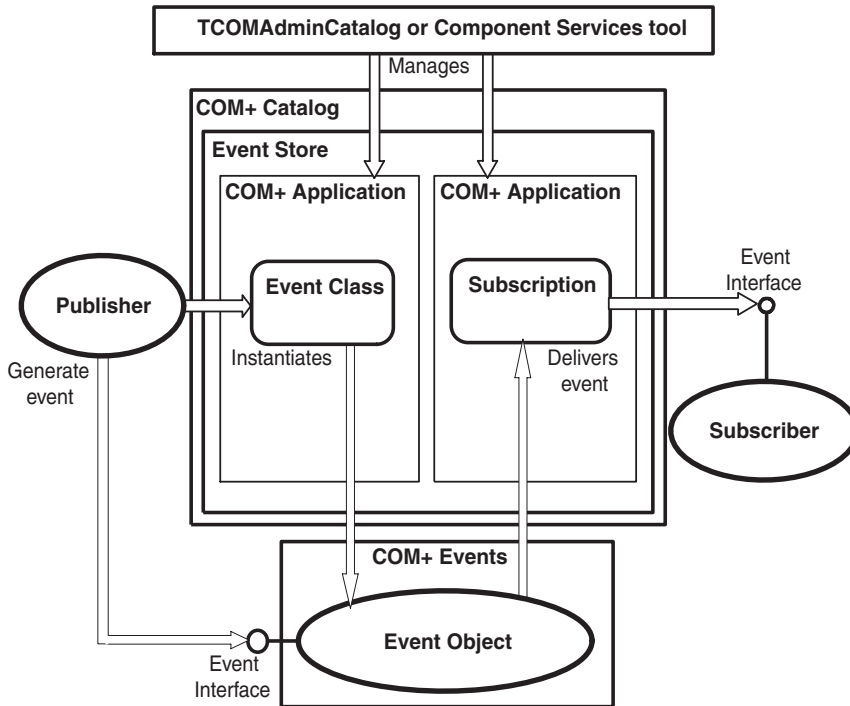 TCOMAdminCatalog or Component Services tool
Manages
COM+ Catalog
Event Store
COM+ Application
COM+ Application
Event
Interface
Publisher
Event Class
Subscription
Instantiates
Delivers
event
Generate
event
Subscriber
COM+ Events
Event Object
Event
Interface